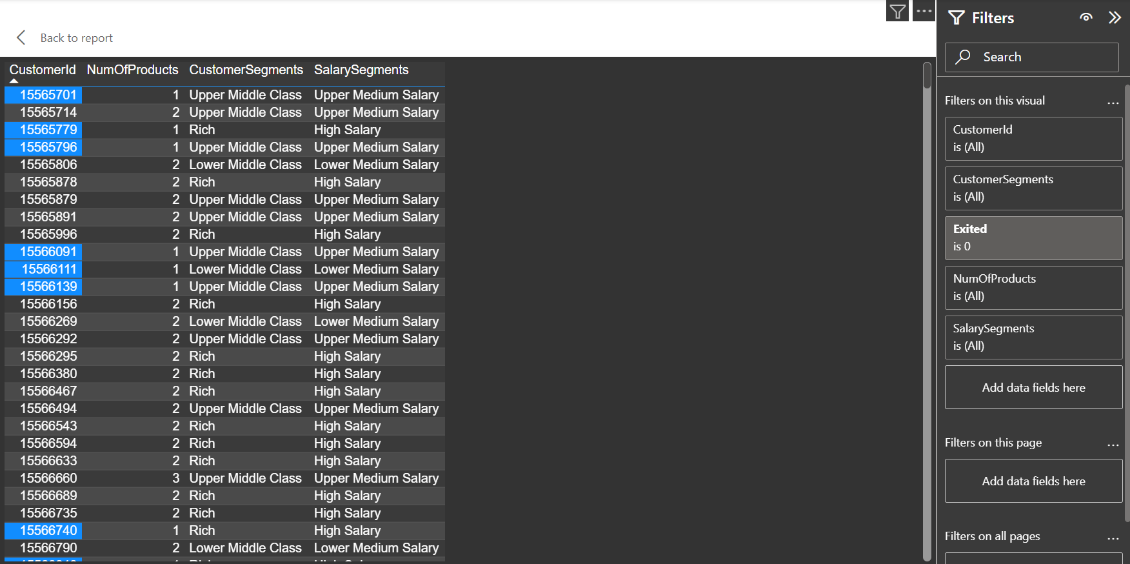 Back to report
CustomerId NumOfProducts CustomerSegments SalarySegments
15565701 1 Upper Middle Class Upper Medium Salary
15565714 2 Upper Middle Class Upper Medium Salary
15565779 1 Rich High Salary
15565796 1 Upper Middle Class Upper Medium Salary
15565806 2 Lower Middle Class Lower Medium Salary
15565878 2 Rich High Salary
15565879 2 Upper Middle Class Upper Medium Salary
15565891 2 Upper Middle Class Upper Medium Salary
15565996 2 Rich High Salary
15566091 1 Upper Middle Class Upper Medium Salary
15566111 1 Lower Middle Class Lower Medium Salary
15566139 1 Upper Middle Class Upper Medium Salary
15566156 2 Rich High Salary
15566269 2 Lower Middle Class Lower Medium Salary
15566292 2 Upper Middle Class Upper Medium Salary
15566295 2 Rich High Salary
15566380 2 Rich High Salary
15566467 2 Rich High Salary
15566494 2 Upper Middle Class Upper Medium Salary
15566543 2 Rich High Salary
15566594 2 Rich High Salary
15566633 2 Rich High Salary
15566660 3 Upper Middle Class Upper Medium Salary
15566689 2 Rich High Salary
15566735 2 Rich High Salary
15566740 1 Rich High Salary
15566790 2 Lower Middle Class Lower Medium Salary
Filters
Search
Filters on this visual
CustomerId
is (All)
CustomerSegments
is (All)
Exited
is 0
NumOfProducts
is (All)
SalarySegments
is (All)
Add data fields here
Filters on this page
Add data fields here
Filters on all pages